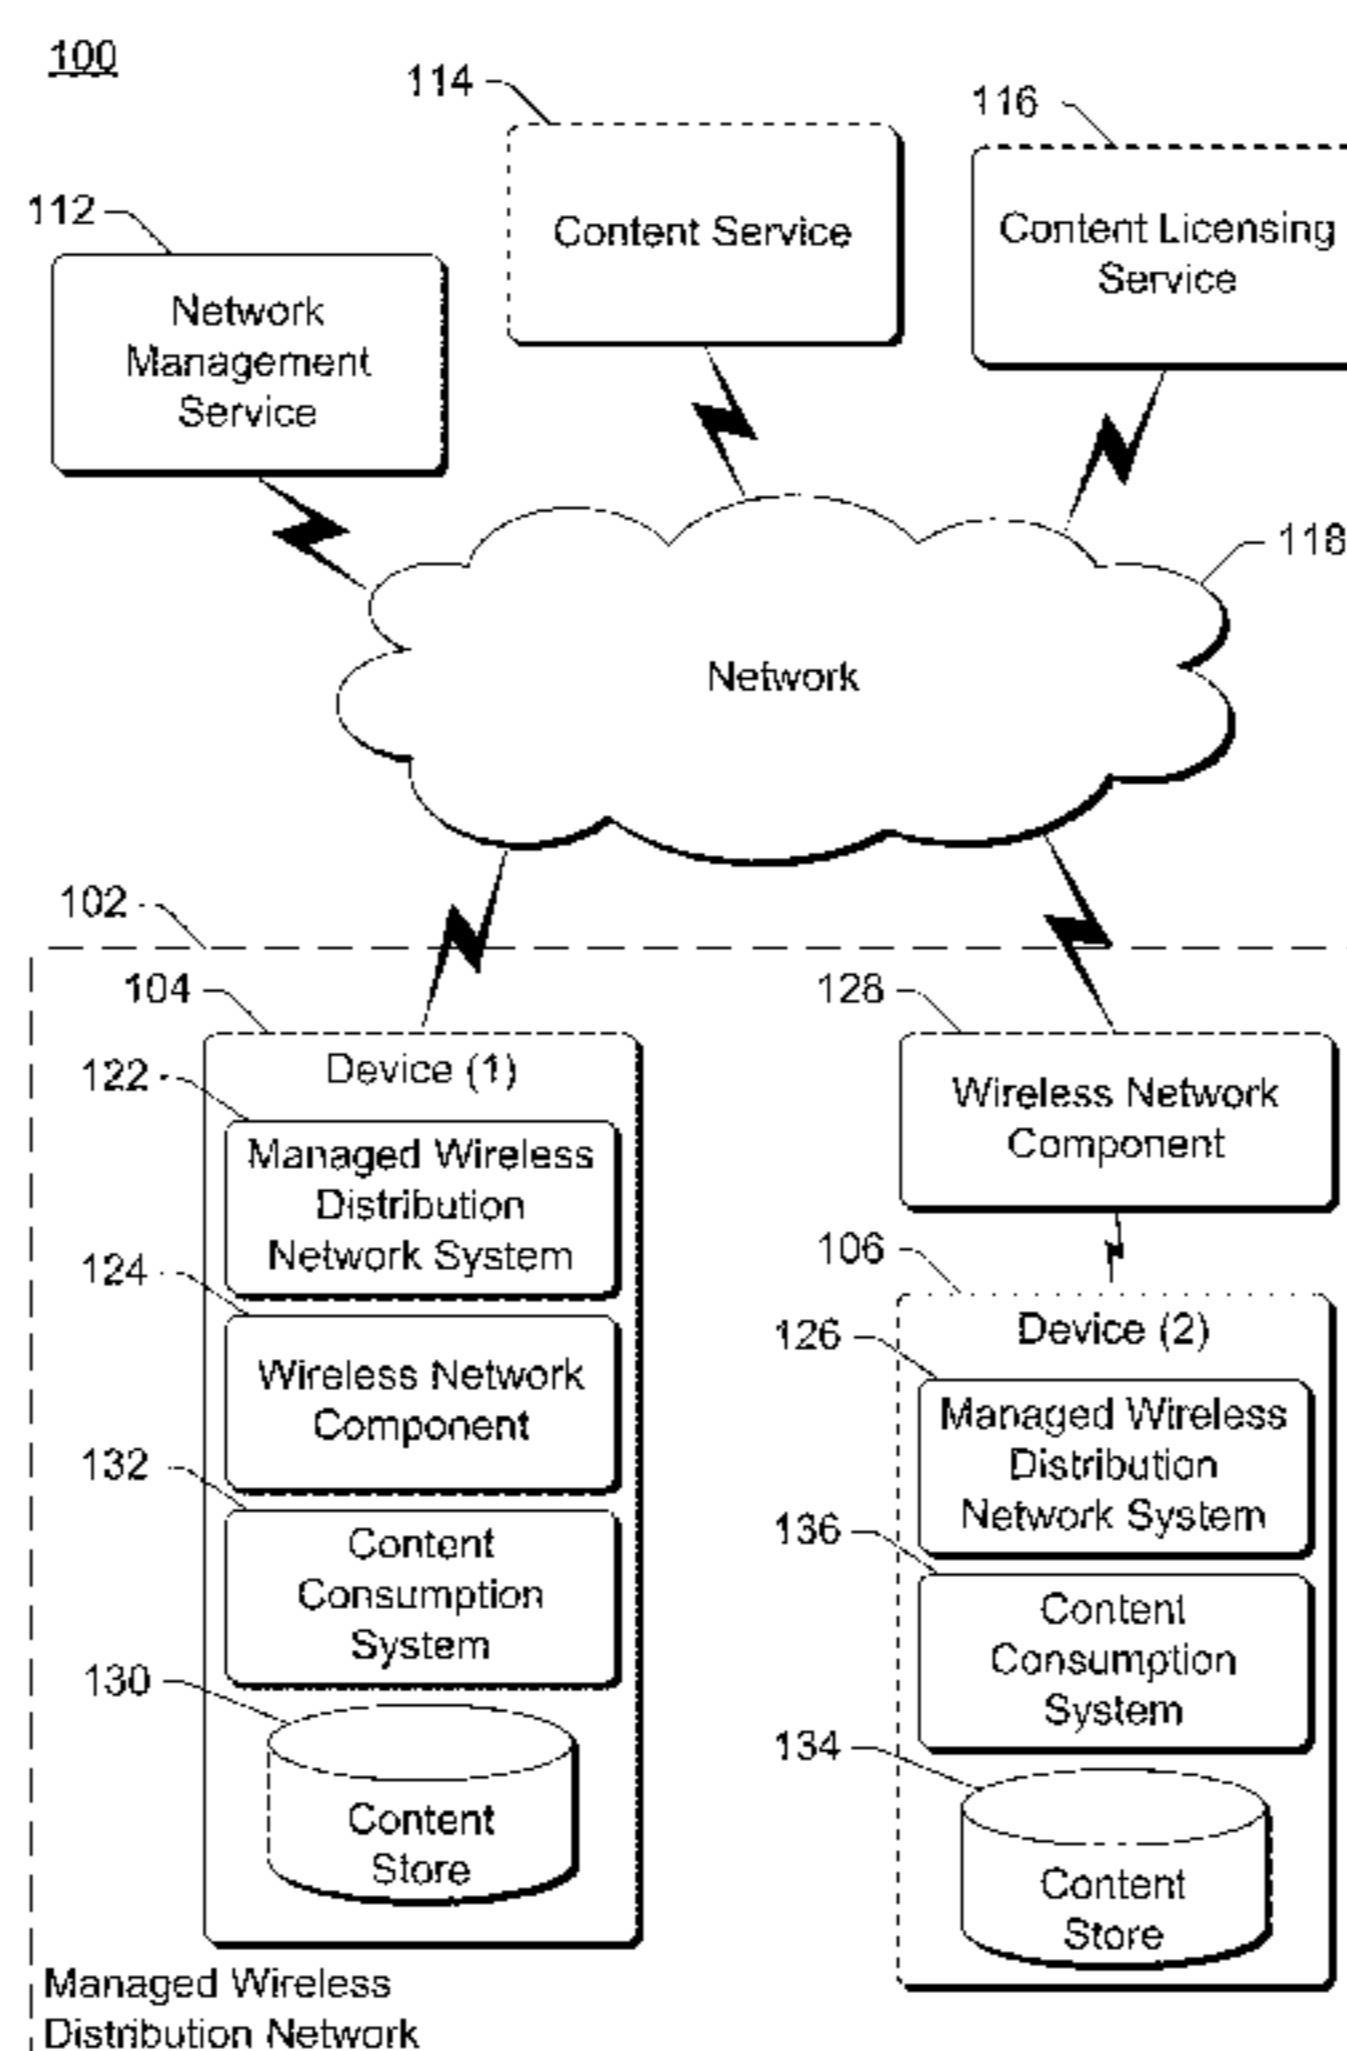 100
114
116
112
Content Service
Content Licensing
Service
Network
Management
Service
118
Network
102
104
128
Device (1)
122
Wireless Network
Component
Managed Wireless
Distribution
Network System
124
106
Device (2)
126
Wireless Network
Component
Managed Wireless
Distribution
Network System
132
136
Content
Consumption
System
Content
Consumption
System
130
134
Content
Store
Content
Store
Managed Wireless
Distribution Network